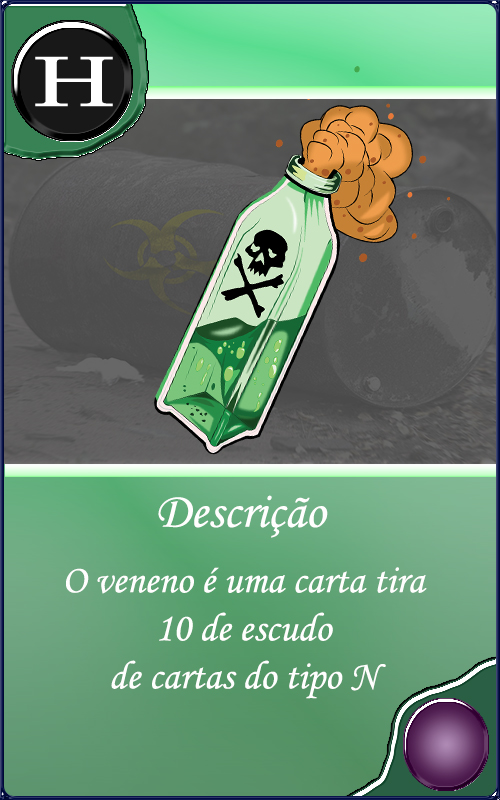 H
Descrição
O veneno é uma carta tira
10 de escudo
de cartas do tipo N